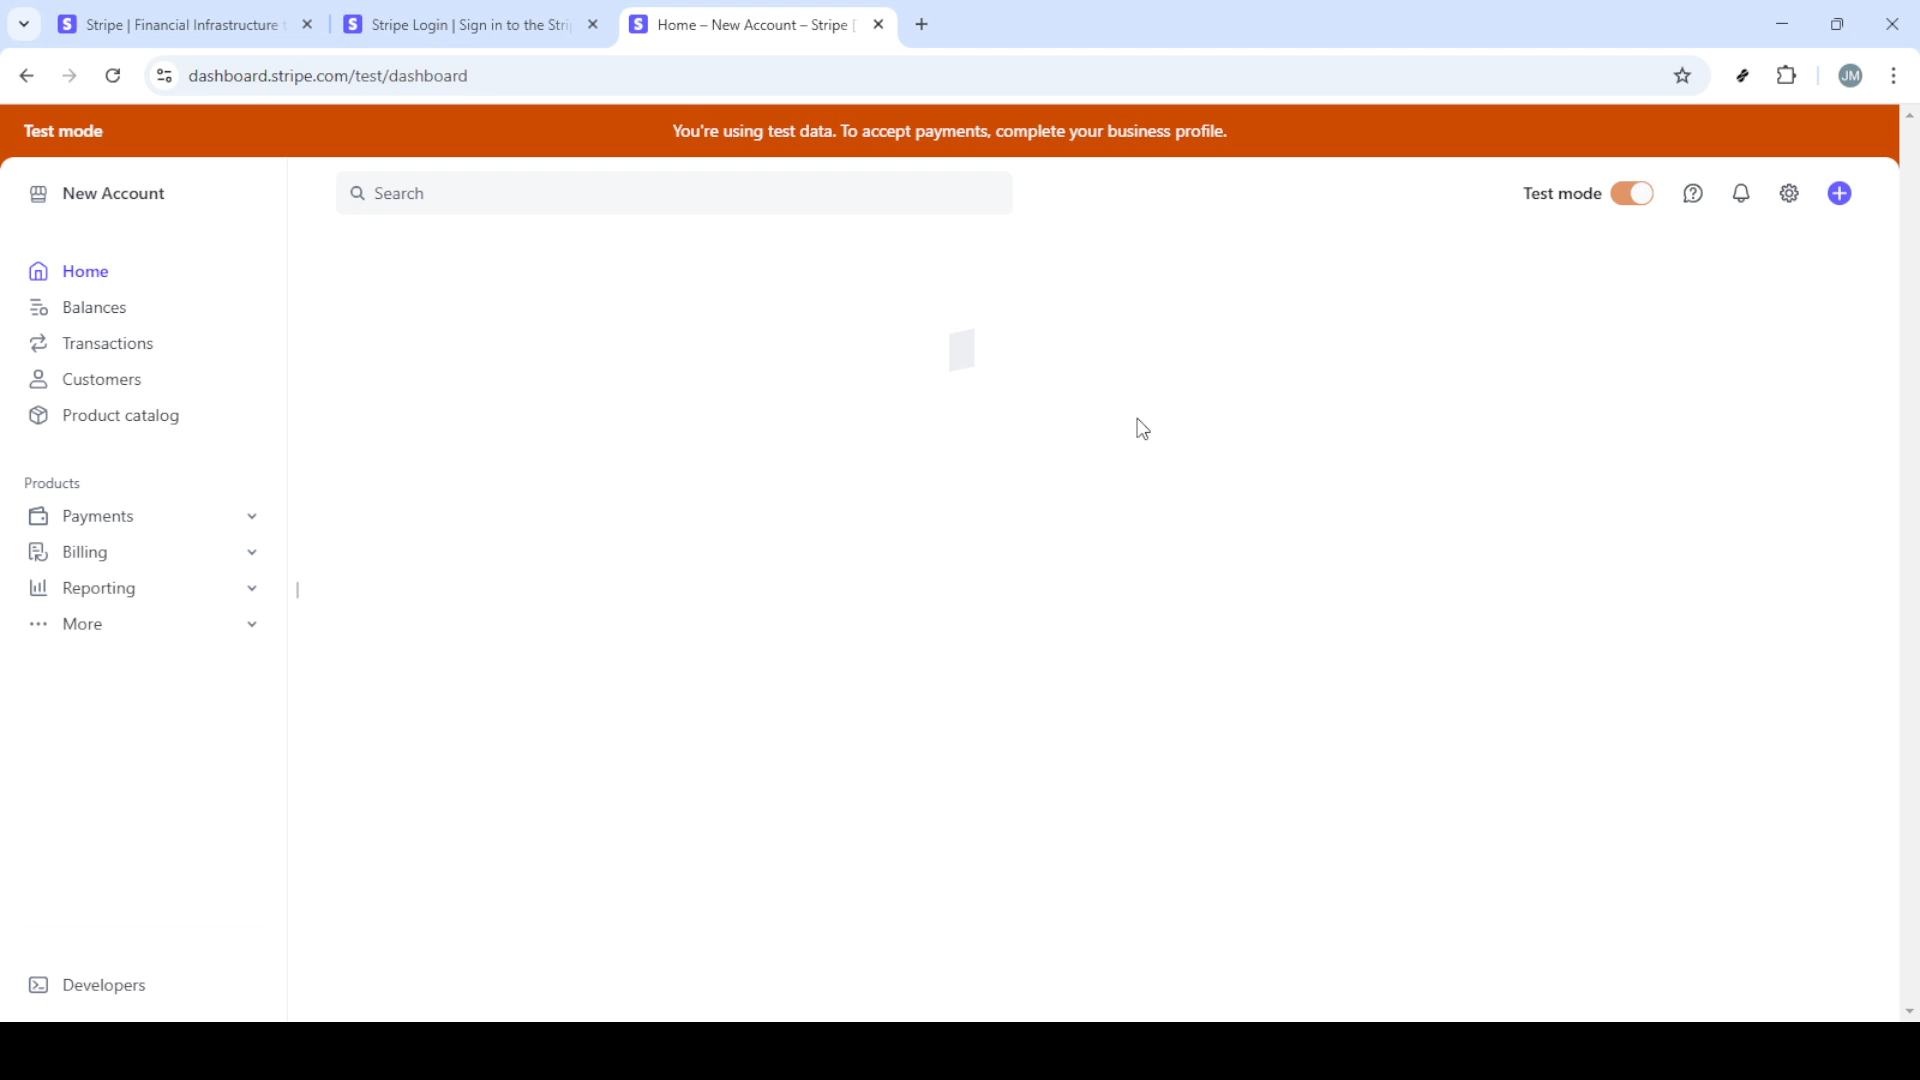 Stripe | Financial Infrastructure t
Stripe Login | Sign in to the Stri
Home – New Account – Stripe [
dashboard.stripe.com/test/dashboard
JM
Test mode
You're using test data. To accept payments, complete your business profile.
New Account
Search
Test mode
Home
Balances
Transactions
Customers
Product catalog
Products
Payments
Billing
Reporting
More
Developers